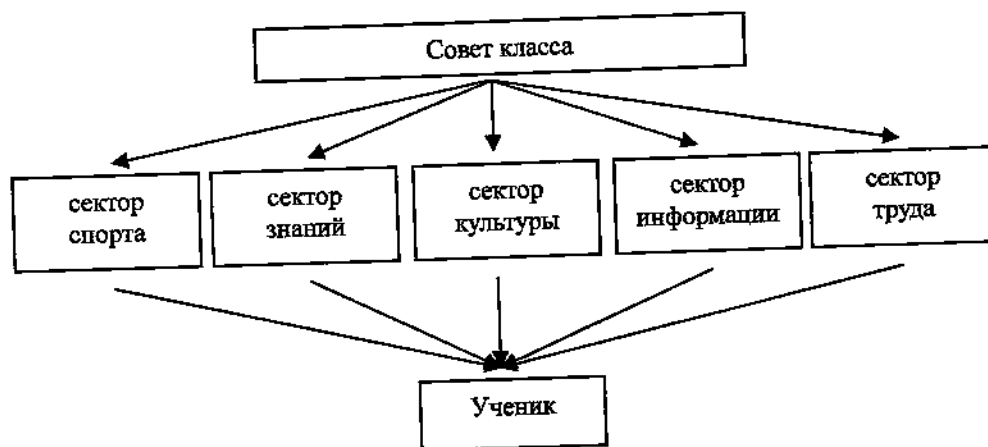 Совет класса
сектор
спорта
сектор
знаний
сектор
культуры
сектор
информации
сектор
труда
Ученик